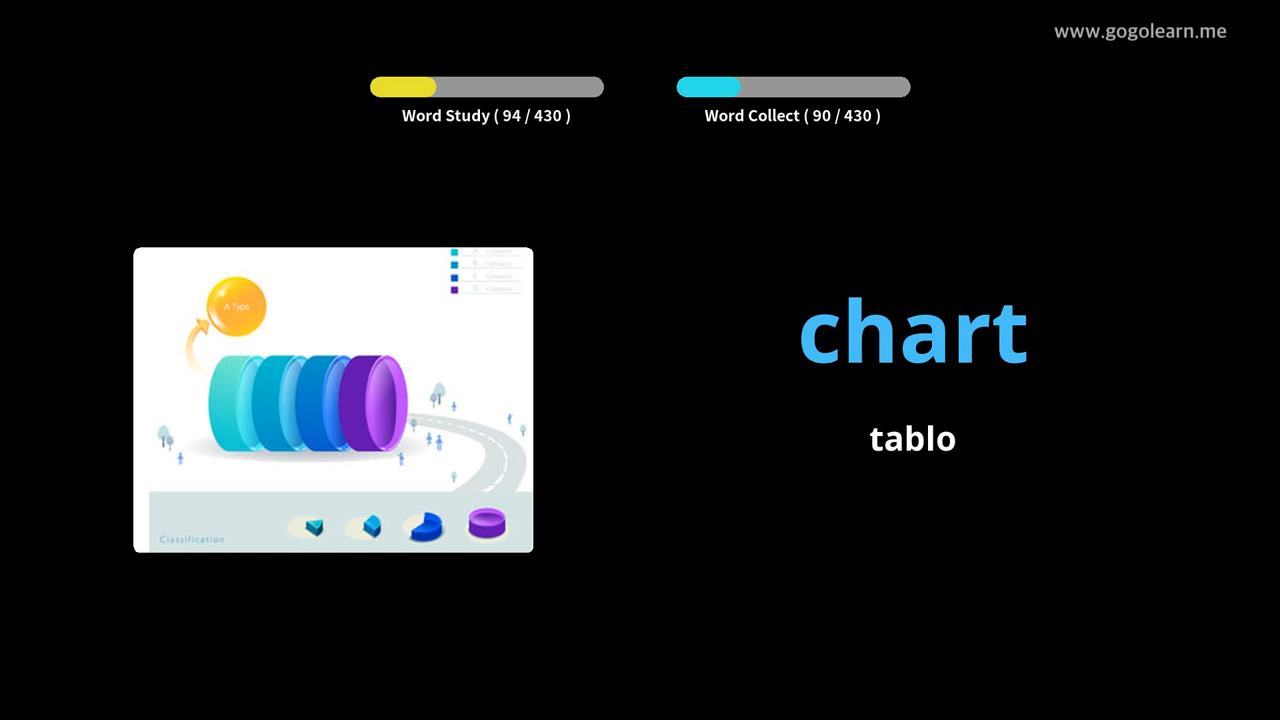 www.gogolearn.me
Word Study ( 94 / 430 )
Word Collect ( 90 / 430 )
A Type
chart
tablo
Classification